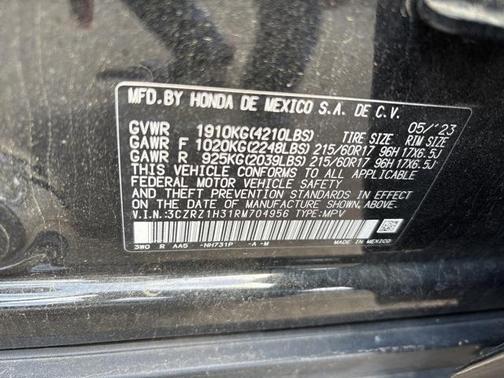 MFD.BY HONDA DE MEXICO S.A. DE C.V.
05/'23
GVWR 1910KG(4210LBS) TIRE SIZE RIM SIZE
GAWR F 1020KG(2248LBS) 215/60R17 96H 17X6.5J
GAWR R 925KG(2039LBS) 215/60R17 96H 17X6.5J
THIS VEHICLE CONFORMS TO ALL APPLICABLE
FEDERAL MOTOR VEHICLE SAFETY
AND THEFT PREVENTION STANDARDS IN EFFECT ON
THE DATE OF MANUFACTURE SHOWN ABOVE.
V.I.N.:3CZRZ1H31RM704956 TYPE:MPV
3W0 R AA5 -NH731P -A -M